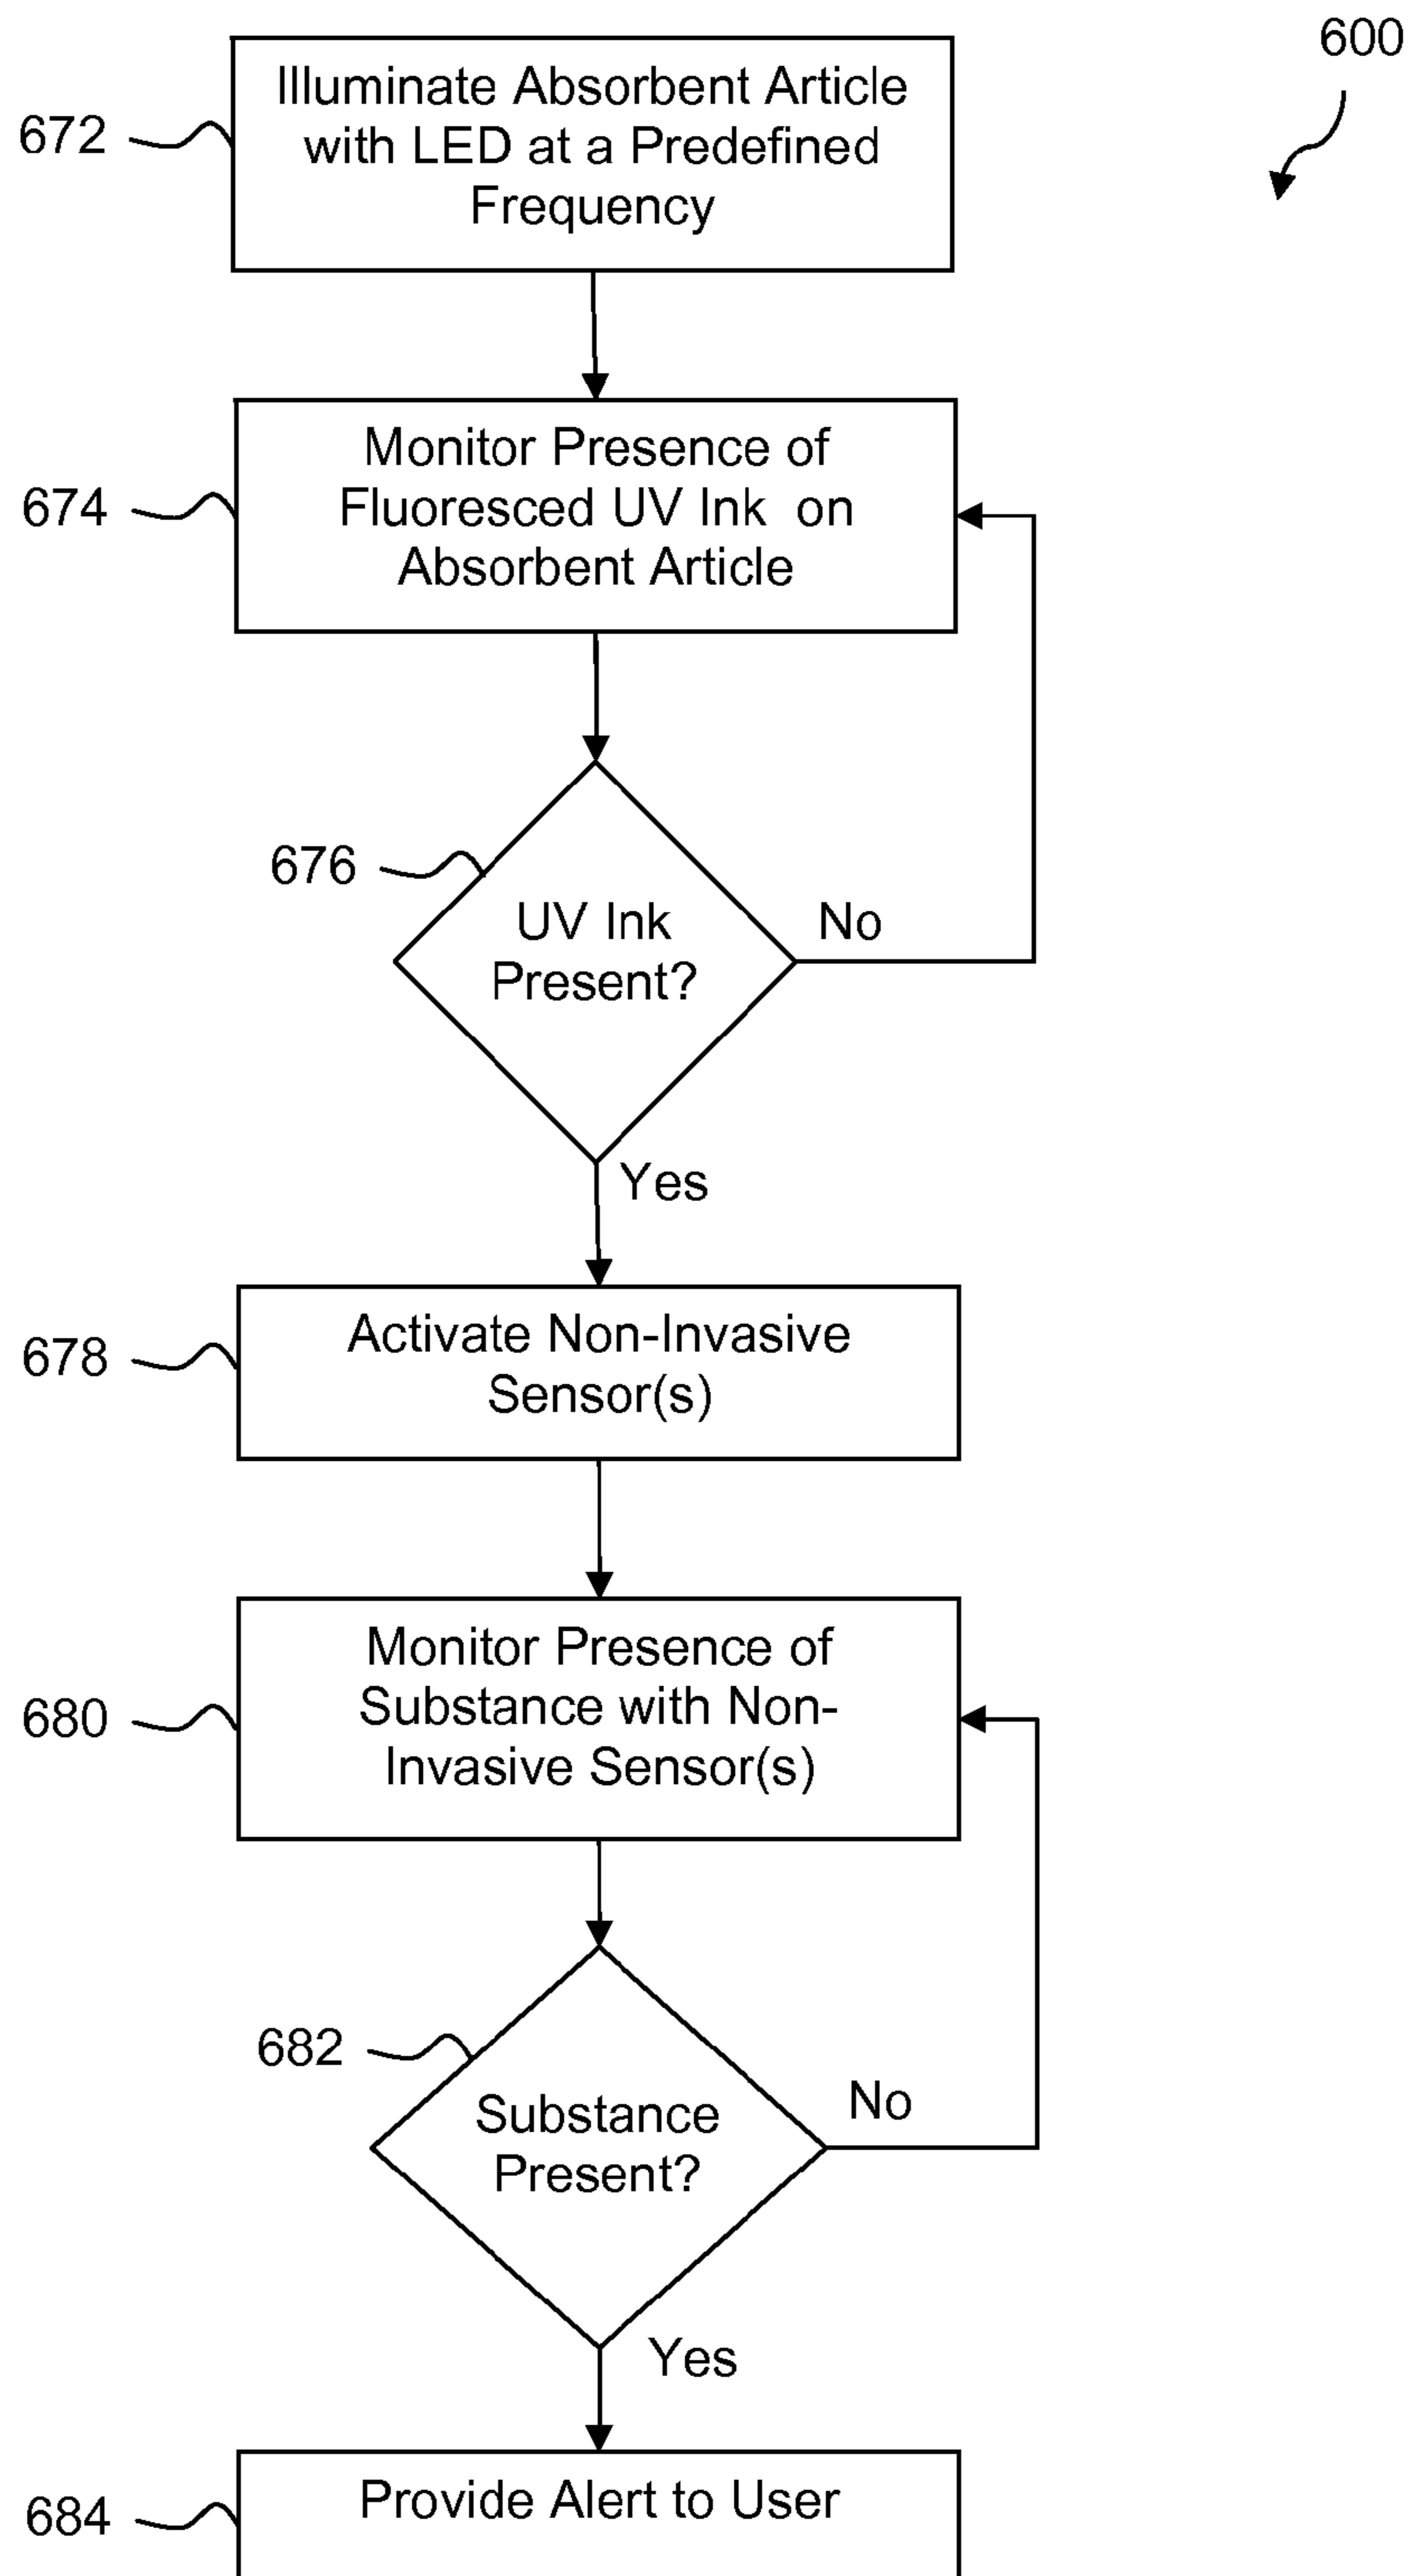 600
672
Illuminate Absorbent Article
with LED at a Predefined
Frequency
674
Monitor Presence of
Fluoresced UV Ink on
Absorbent Article
676
UV Ink
Present?
No
Yes
678
Activate Non-Invasive
Sensor(s)
680
Monitor Presence of
Substance with Non-
Invasive Sensor(s)
682
Substance
Present?
No
Yes
684
Provide Alert to User